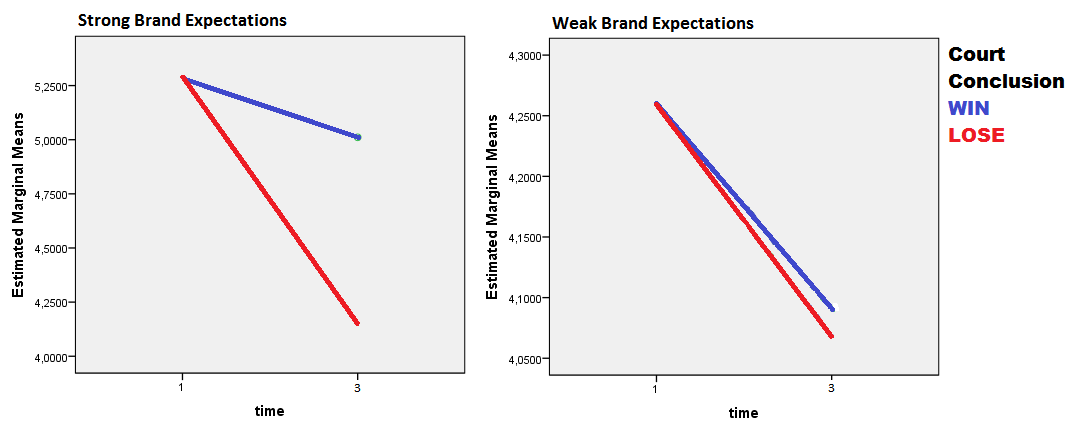 Strong Brand Expectations
Estimated Marginal Means
5,2500
5,0000
4,7500
4,5000
4,2500
4,0000
1
3
time
Weak Brand Expectations
Estimated Marginal Means
4,3000
4,2500
4,2000
4,1500
4,1000
4,0500
1
3
time
Court
Conclusion
WIN
LOSE